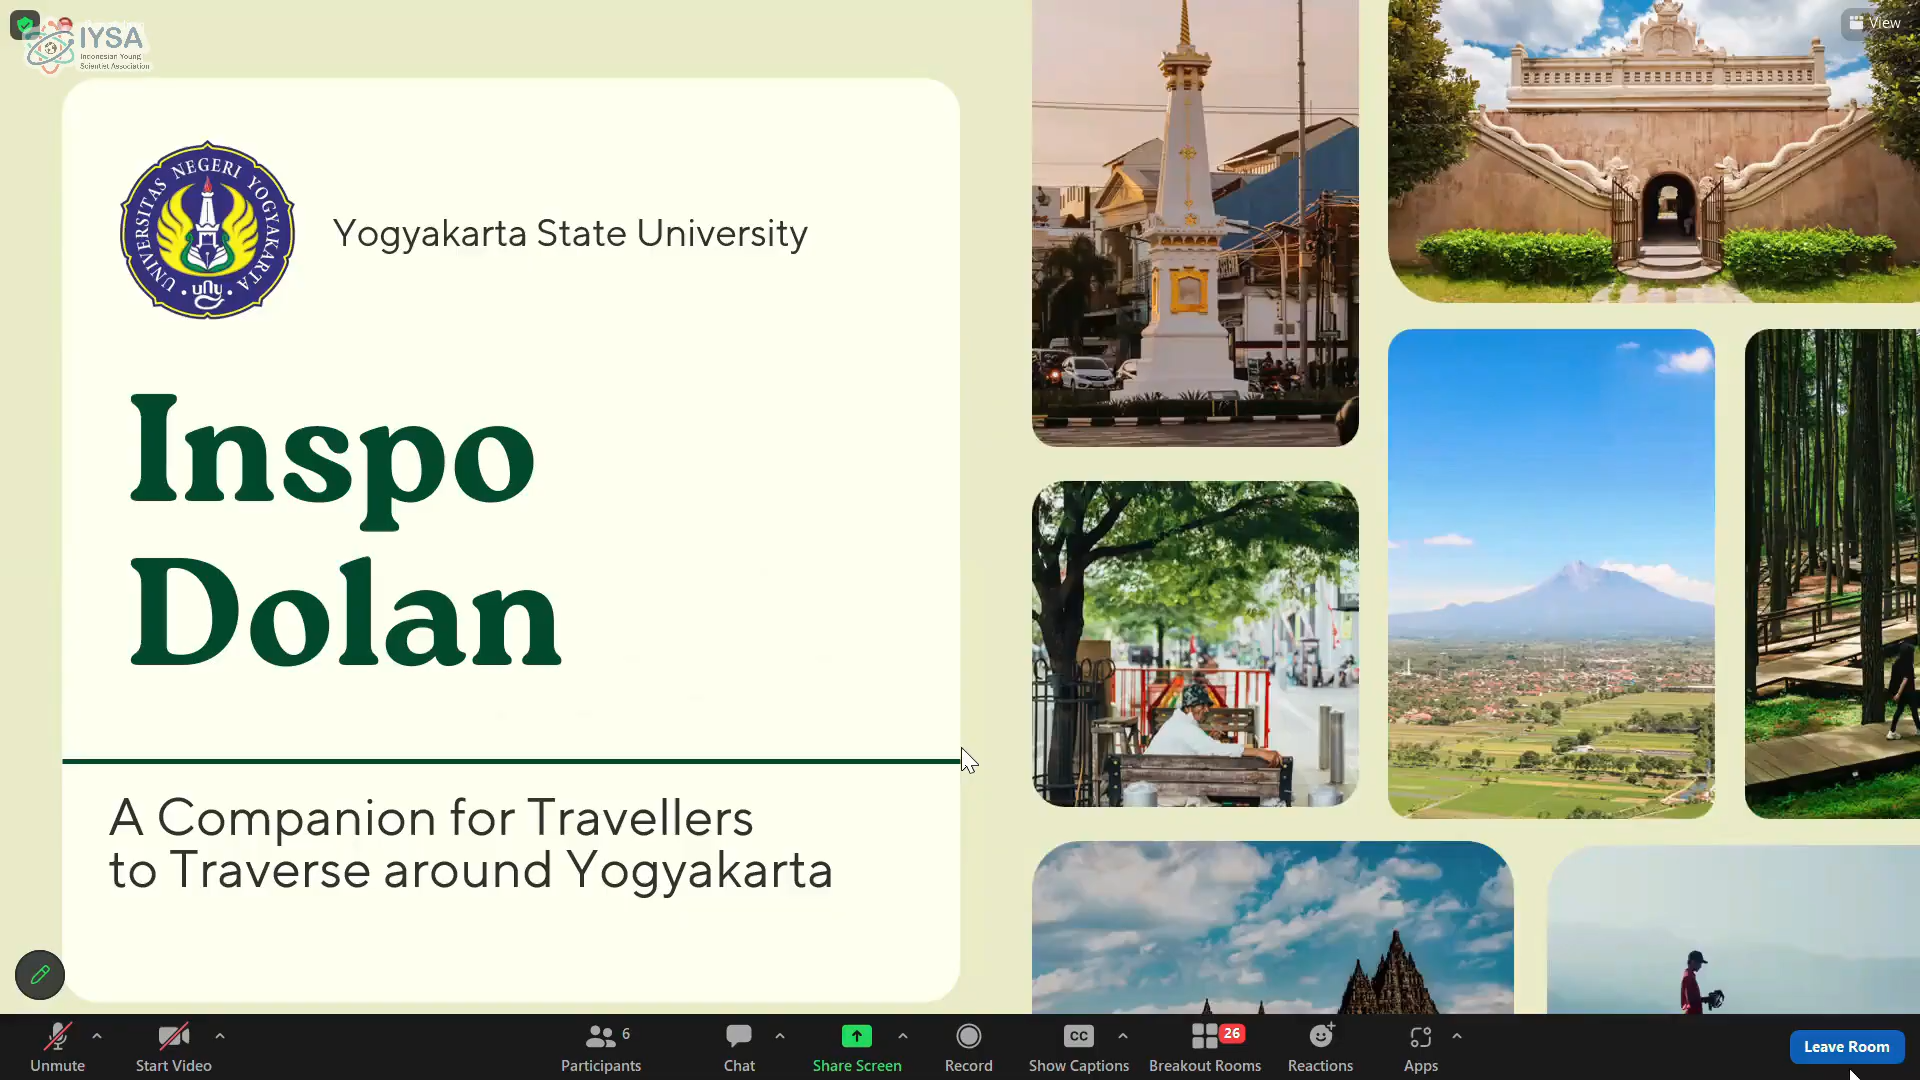 IYSA
Indonesian Young
Scientist Association
View
UNIVERSITAS NEGERI YOGYAKARTA
uny
Yogyakarta State University
Inspo
Dolan
A Companion for Travellers
to Traverse around Yogyakarta
Unmute
Start Video
Participants
6
Chat
Share Screen
Record
CC
Show Captions
Breakout Rooms
26
Reactions
Apps
Leave Room